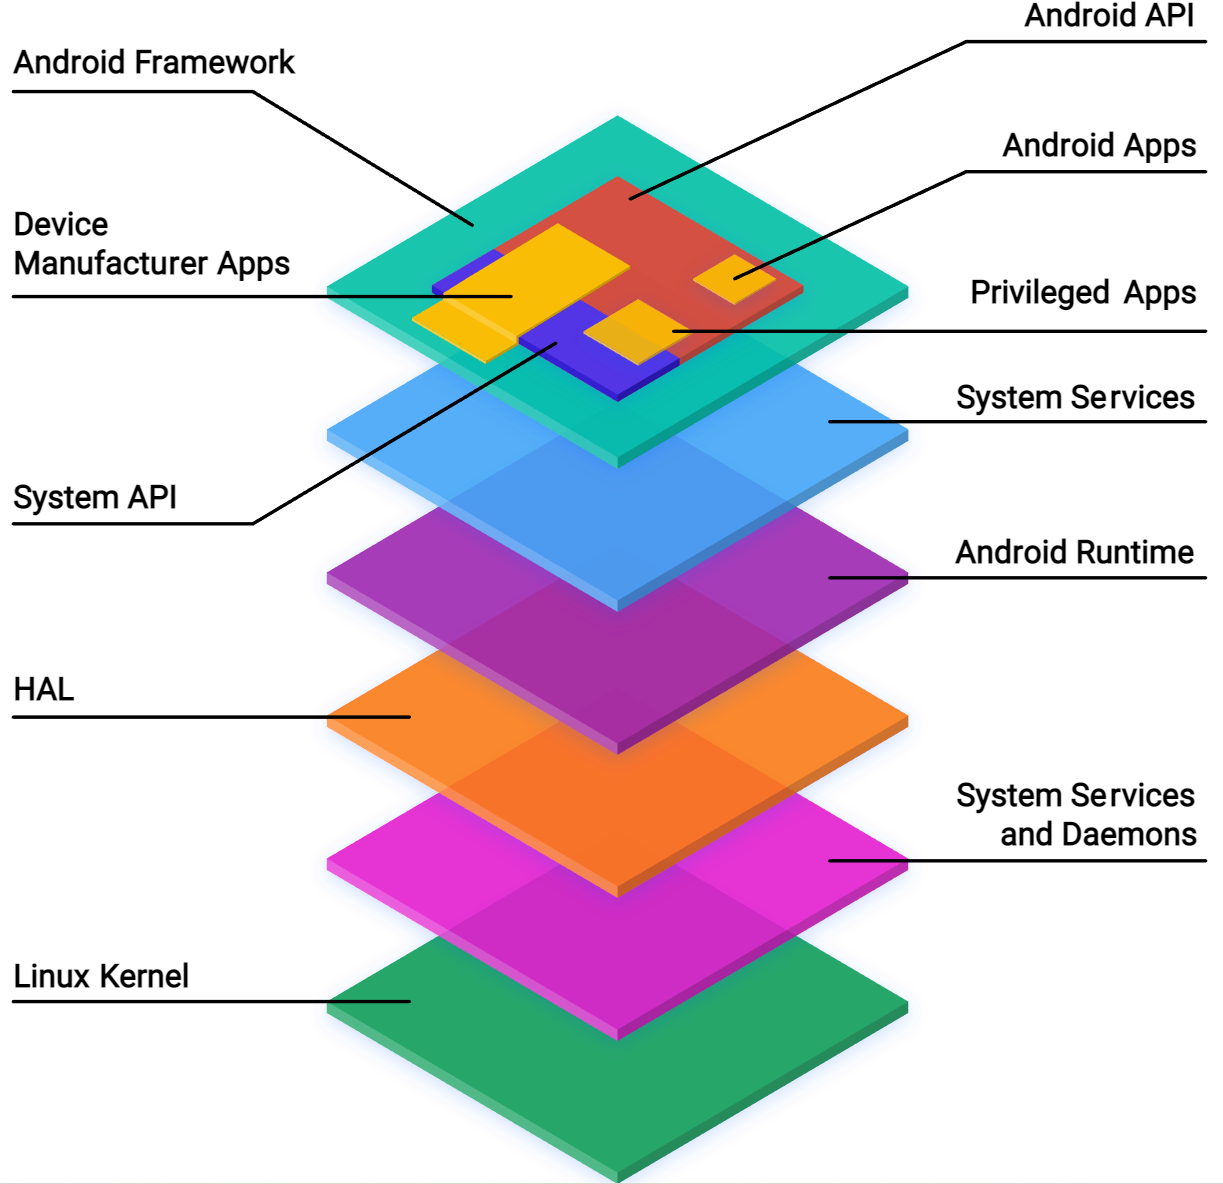 Android API
Android Framework
Android Apps
Device
Manufacturer Apps
Privileged Apps
System Services
System API
Android Runtime
HAL
System Services
and Daemons
Linux Kernel